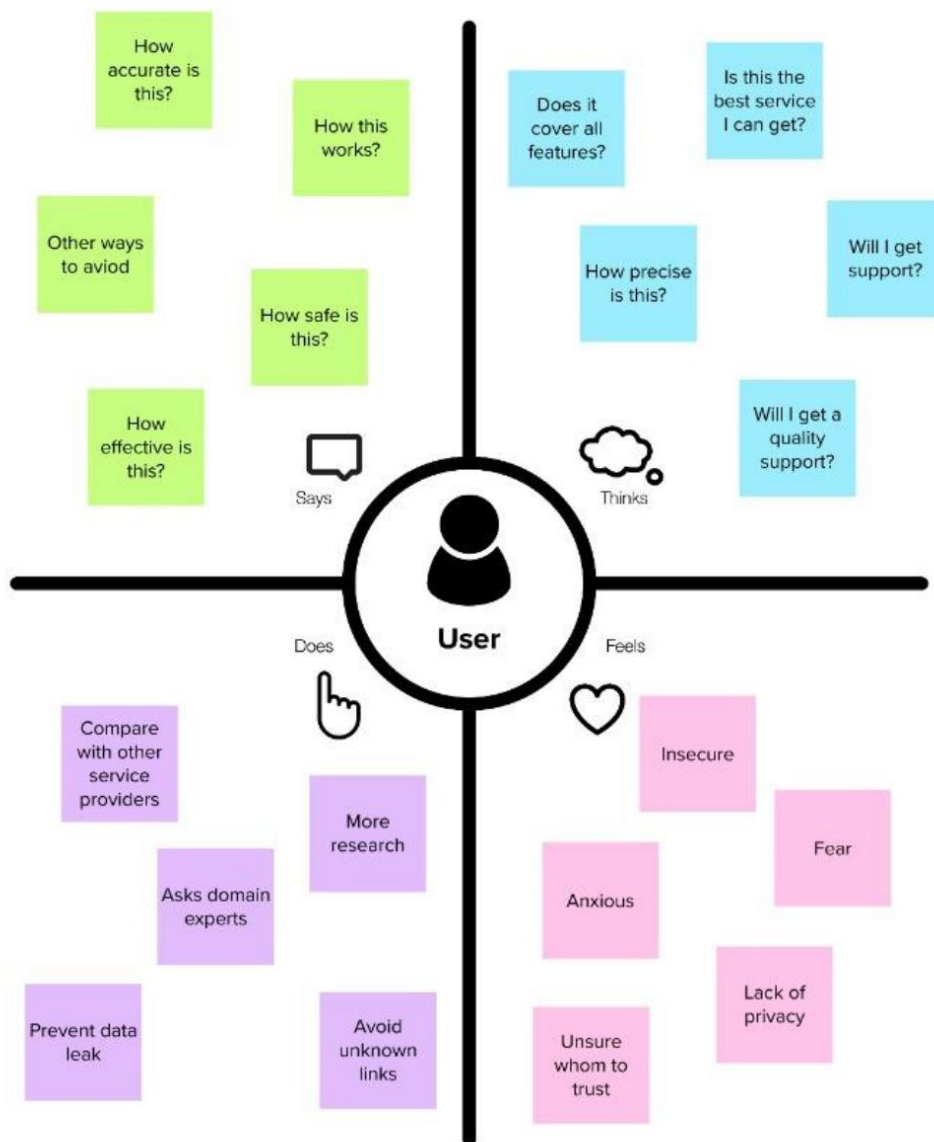 How
accurate is
this?
How this
works?
Other ways
to aviod
How safe is
this?
How
effective is
this?
Says
Does it
cover all
features?
Is this the
best service
I can get?
How precise
is this?
Will I get
support?
Will I get a
quality
support?
Thinks
User
Does
Compare
with other
service
providers
More
research
Asks domain
experts
Prevent data
leak
Avoid
unknown
links
Feels
Insecure
Fear
Anxious
Lack of
privacy
Unsure
whom to
trust